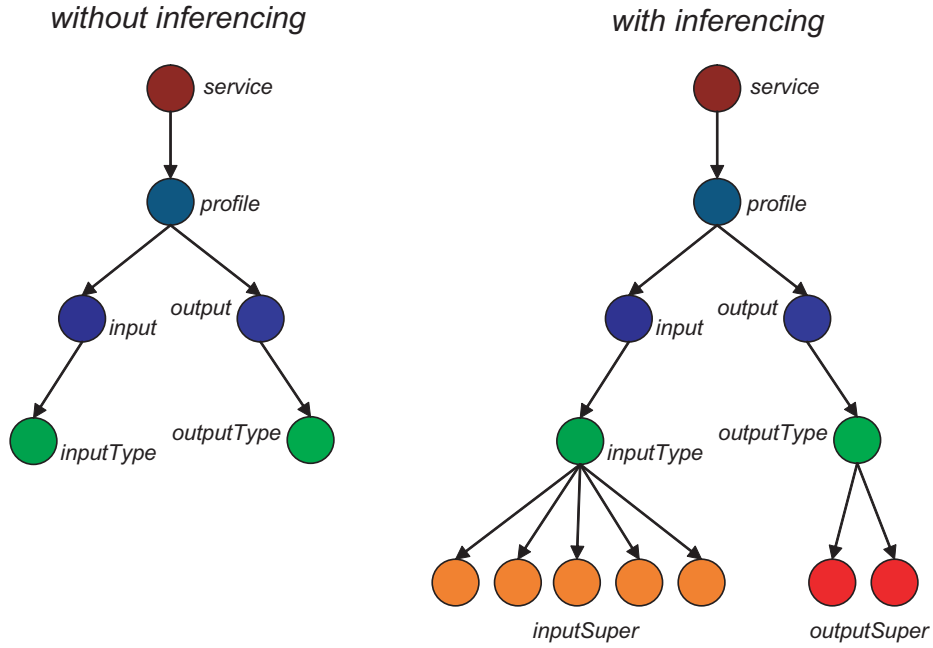 without inferencing
service
profile
input
output
inputType
outputType
with inferencing
service
profile
input
output
inputType
outputType
inputSuper
outputSuper